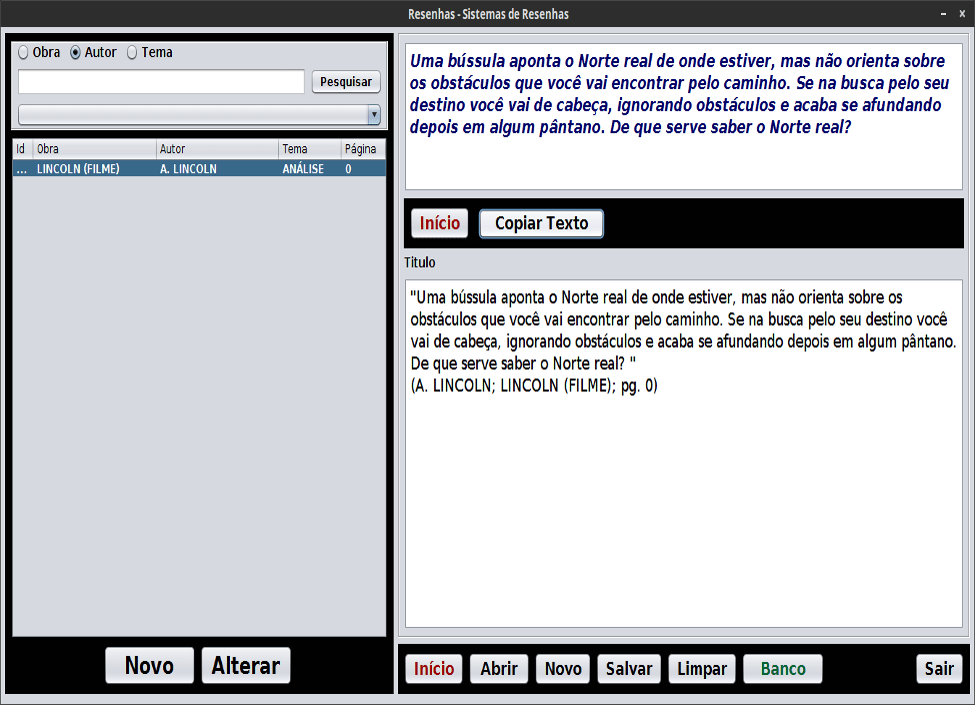 Resenhas - Sistemas de Resenhas
Obra Autor Tema
Pesquisar
Id Obra Autor Tema Página
... LINCOLN (FILME) A. LINCOLN ANÁLISE 0
Novo Alterar
Uma bússula aponta o Norte real de onde estiver, mas não orienta sobre
os obstáculos que você vai encontrar pelo caminho. Se na busca pelo seu
destino você vai de cabeça, ignorando obstáculos e acaba se afundando
depois em algum pântano. De que serve saber o Norte real?
Início Copiar Texto
Titulo
"Uma bússula aponta o Norte real de onde estiver, mas não orienta sobre os
obstáculos que você vai encontrar pelo caminho. Se na busca pelo seu destino você
vai de cabeça, ignorando obstáculos e acaba se afundando depois em algum pântano.
De que serve saber o Norte real? "
(A. LINCOLN; LINCOLN (FILME); pg. 0)
Início Abrir Novo Salvar Limpar Banco Sair